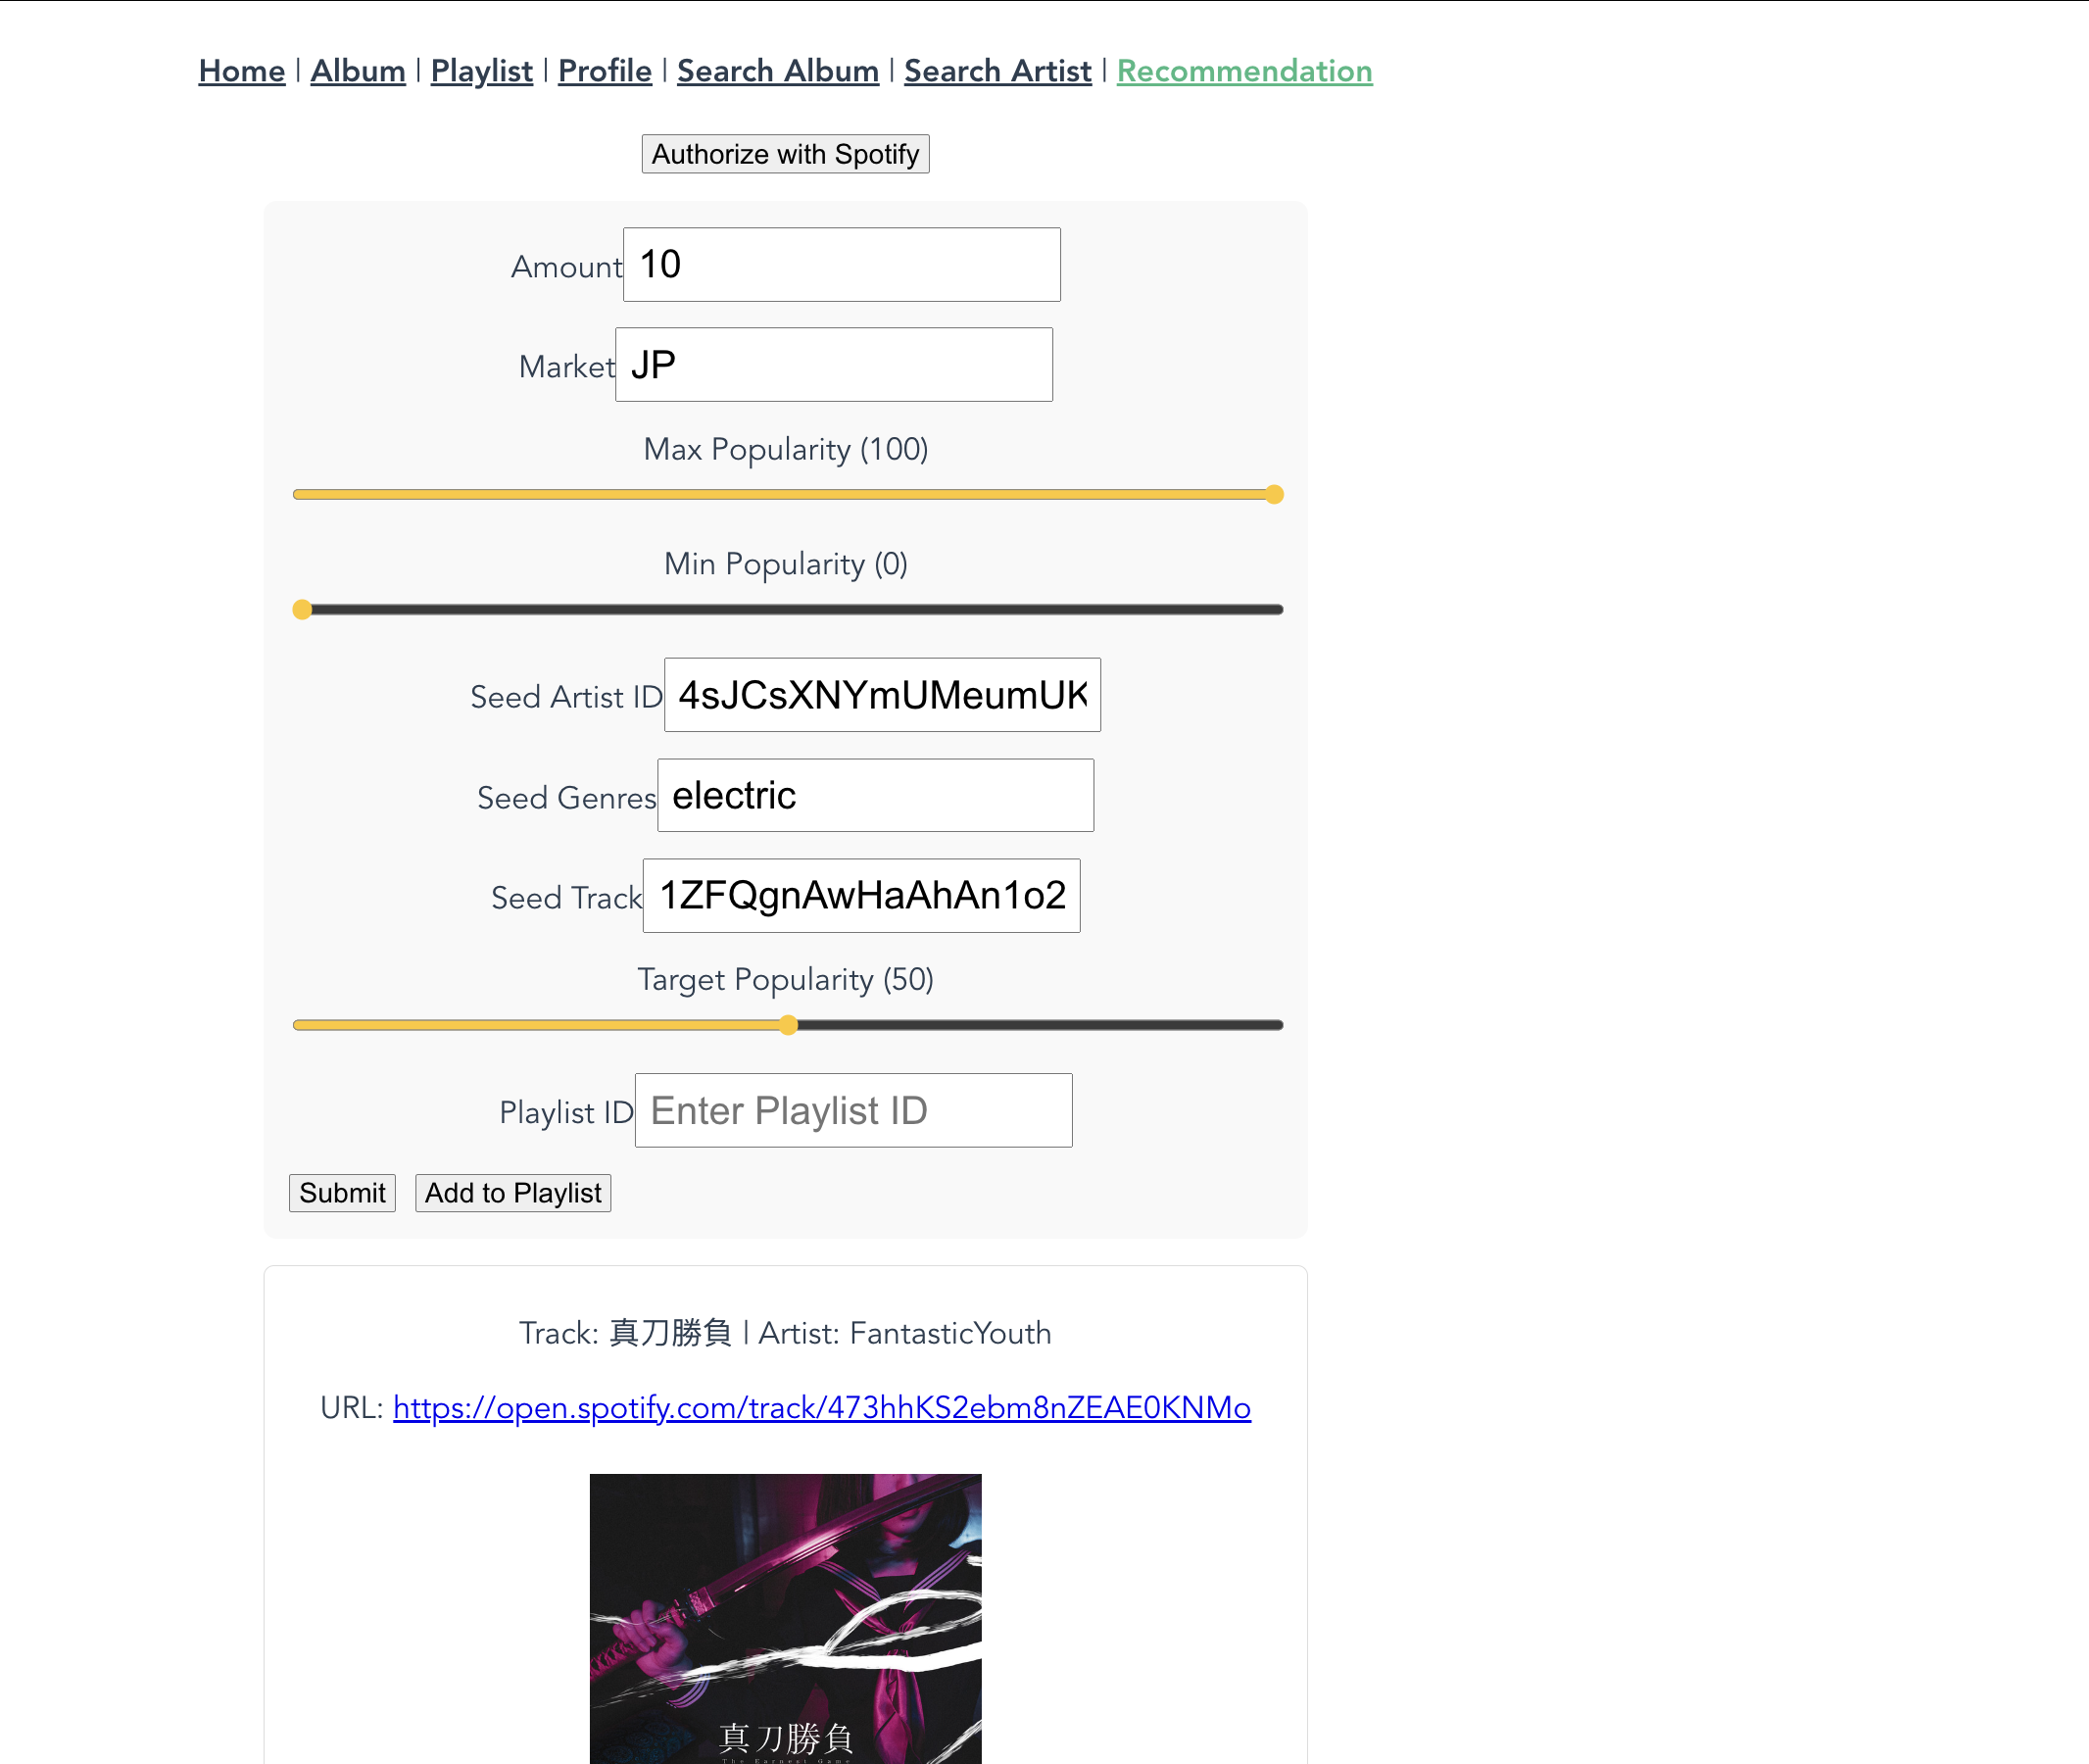 Home | Album | Playlist | Profile | Search Album | Search Artist | Recommendation
Authorize with Spotify
Amount 10
Market JP
Max Popularity (100)
Min Popularity (0)
Seed Artist ID 4sJCsXNYmUMeumUK
Seed Genres electric
Seed Track 1ZFQgnAwHaAhAn1o2
Target Popularity (50)
Playlist ID Enter Playlist ID
Submit Add to Playlist
Track: 真刀勝負 | Artist: FantasticYouth
URL: https://open.spotify.com/track/473hhKS2ebm8nZEAE0KNMo
真刀勝負
The Earnest Game